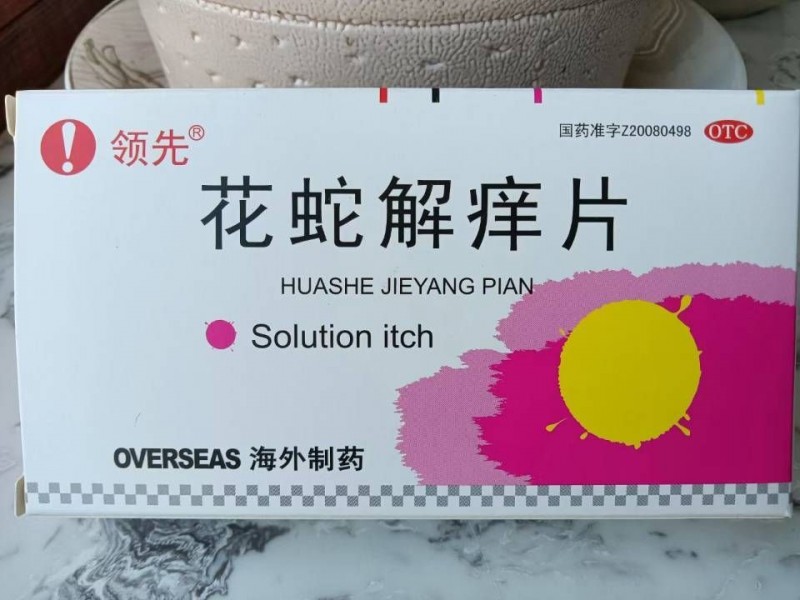 领先®
国药准字Z20080498 OTC
花蛇解痒片
HUASHE JIEYANG PIAN
Solution itch
OVERSEAS 海外制药